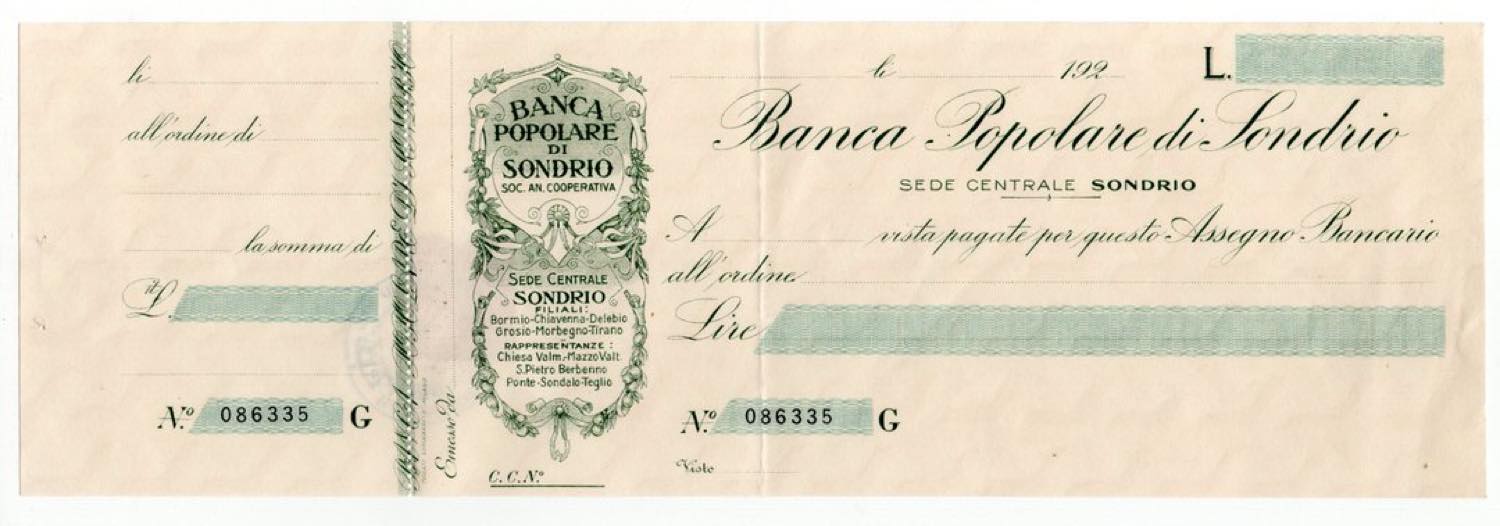 li
all'ordine di
la somma di
it L.
N.º 086335 G
Emesso da
BANCA
POPOLARE
DI
SONDRIO
SOC. AN. COOPERATIVA
SEDE CENTRALE
SONDRIO
FILIALI:
Bormio-Chiavenna-Delebio
Grosio-Morbegno-Tirano
RAPPRESENTANZE:
Chiesa Valm.-Mazzo Valt.
S. Pietro Berbenno
Ponte-Sondalo-Teglio
C. C. N.º
li 192
L.
Banca Popolare di Sondrio
SEDE CENTRALE SONDRIO
A vista pagate per questo Assegno Bancario
all'ordine
Lire
N.º 086335 G
Visto